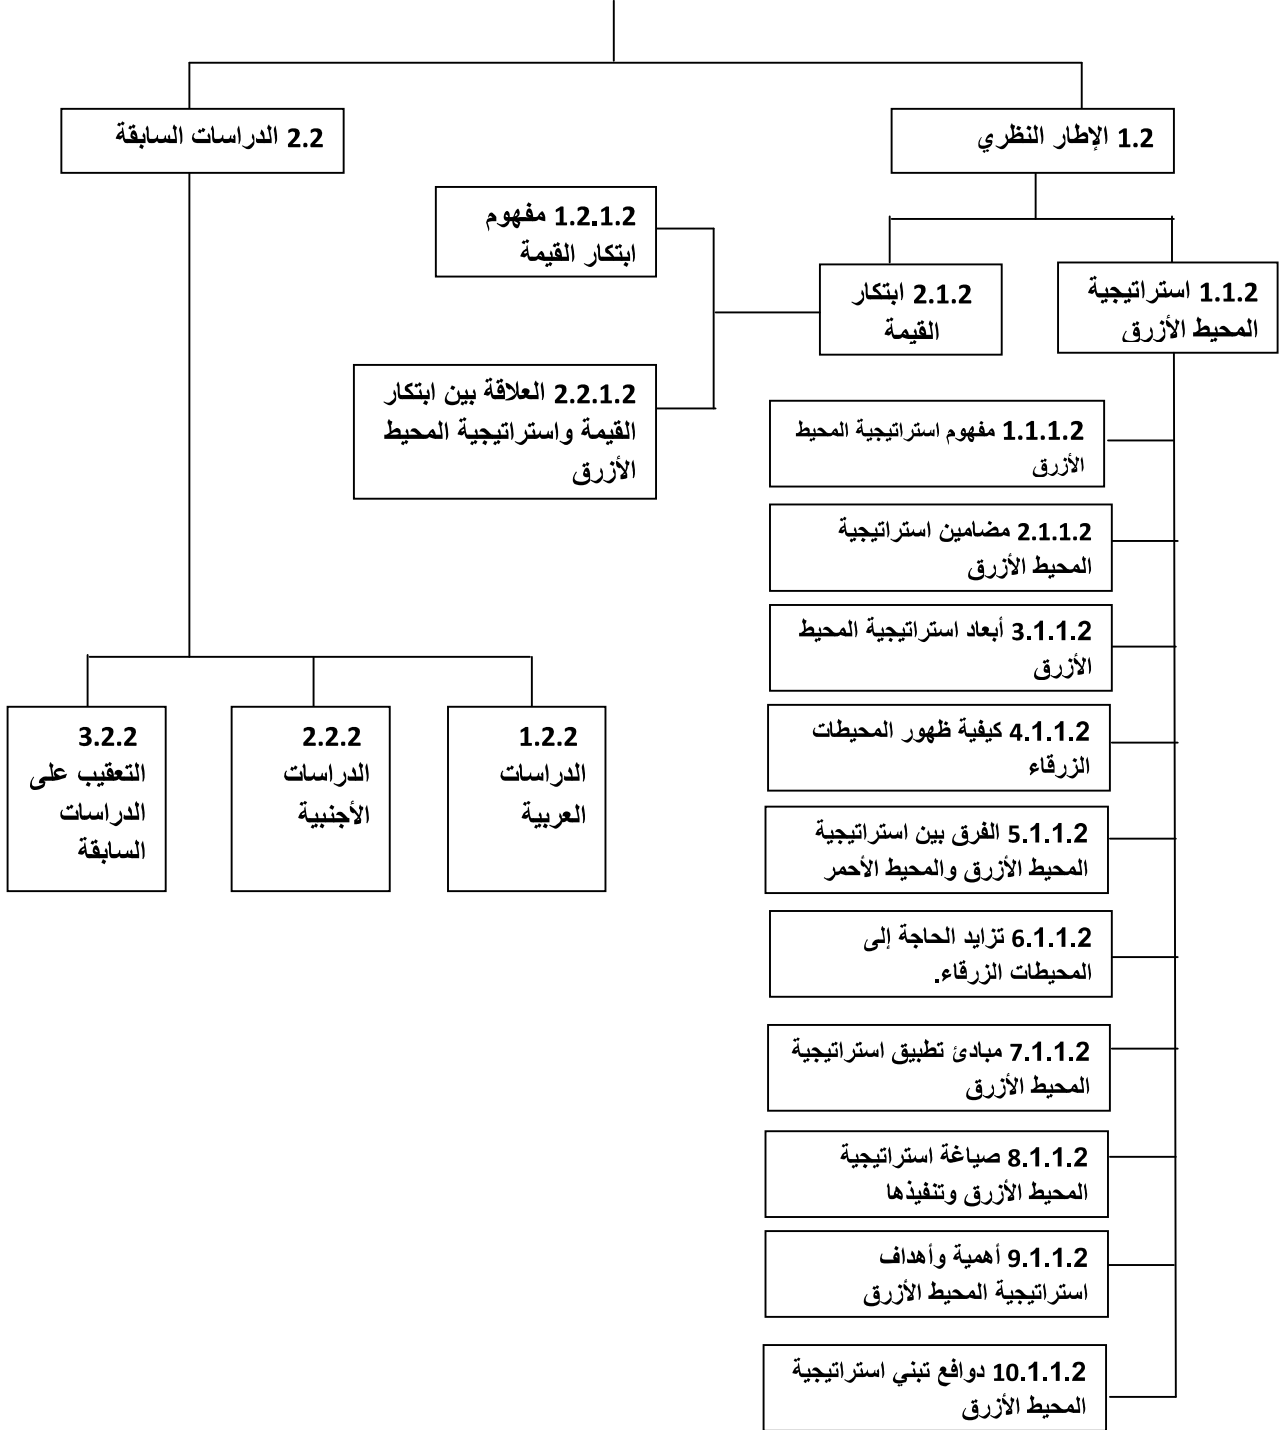 1.2 الإطار النظري
2.2 الدراسات السابقة
1.1.2 استراتيجية
المحيط الأزرق
2.1.2 ابتكار
القيمة
1.2.1.2 مفهوم
ابتكار القيمة
2.2.1.2 العلاقة بين ابتكار
القيمة واستراتيجية المحيط
الأزرق
1.1.1.2 مفهوم استراتيجية المحيط
الأزرق
2.1.1.2 مضامين استراتيجية
المحيط الأزرق
3.1.1.2 أبعاد استراتيجية المحيط
الأزرق
4.1.1.2 كيفية ظهور المحيطات
الزرقاء
5.1.1.2 الفرق بين استراتيجية
المحيط الأزرق والمحيط الأحمر
6.1.1.2 تزايد الحاجة إلى
المحيطات الزرقاء.
7.1.1.2 مبادئ تطبيق استراتيجية
المحيط الأزرق
8.1.1.2 صياغة استراتيجية
المحيط الأزرق وتنفيذها
9.1.1.2 أهمية وأهداف
استراتيجية المحيط الأزرق
10.1.1.2 دوافع تبني استراتيجية
المحيط الأزرق
1.2.2
الدراسات
العربية
2.2.2
الدراسات
الأجنبية
3.2.2
التعقيب على
الدراسات
السابقة